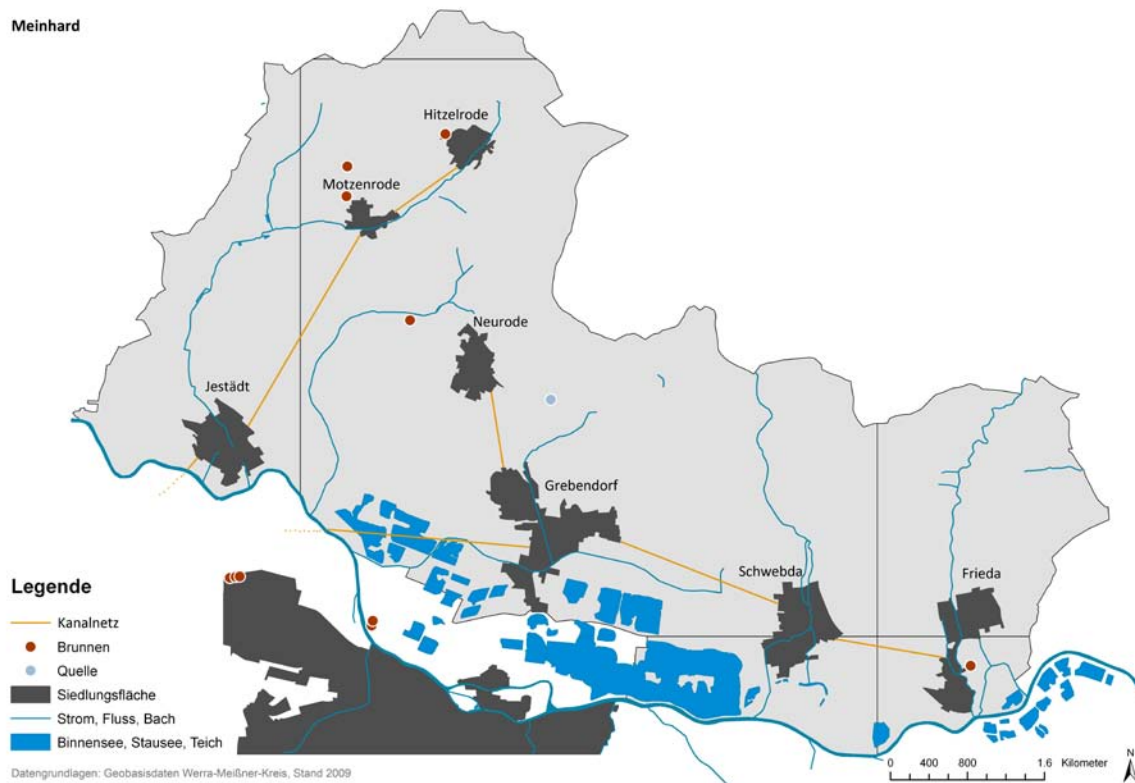 Meinhard
Hitzelrode
Motzenrode
Neurode
Jestädt
Grebendorf
Schwebda
Frieda
Legende
Kanalnetz
Brunnen
Quelle
Siedlungsfläche
Strom, Fluss, Bach
Binnensee, Stausee, Teich
Datengrundlagen: Geobasisdaten Werra-Meißner-Kreis, Stand 2009
0 400 800 1.6 Kilometer
N